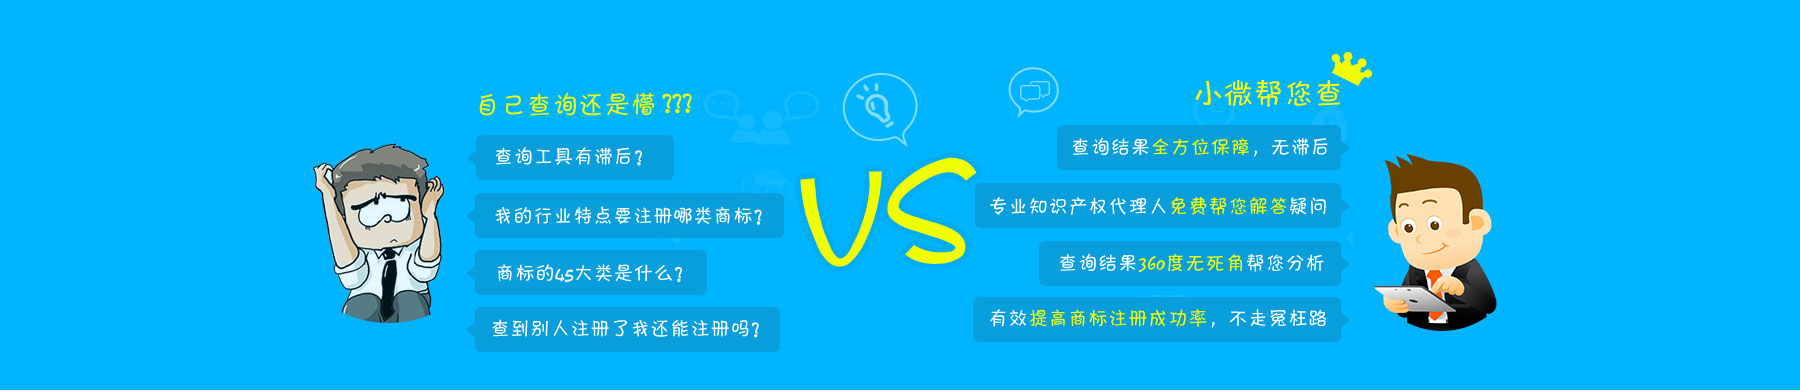 自己查询还是懵???
查询工具有滞后?
我的行业特点要注册哪类商标?
商标的45大类是什么?
查到别人注册了我还能注册吗?
VS
小微帮您查
查询结果全方位保障，无滞后
专业知识产权代理人免费帮您解答疑问
查询结果360度无死角帮您分析
有效提高商标注册成功率，不走冤枉路